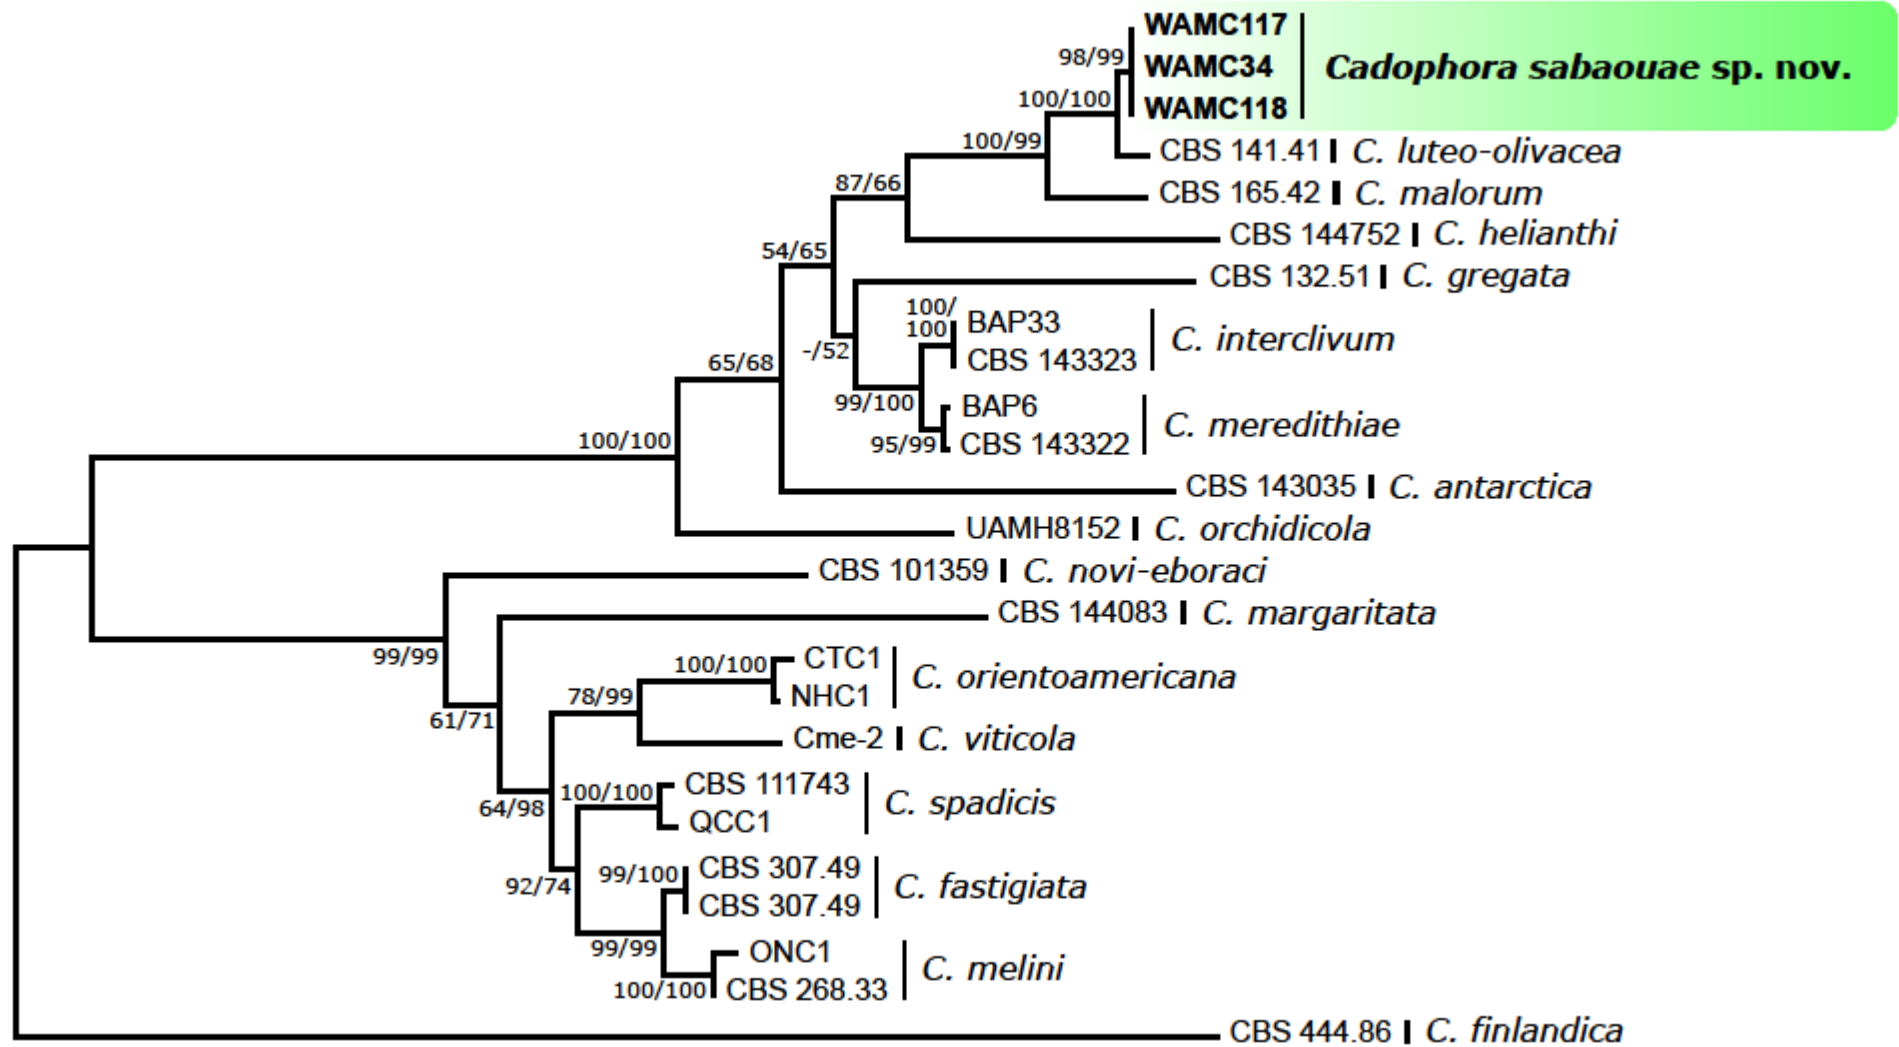 WAMC117
98/99
WAMC34
Cadophora sabaouae sp. nov.
100/100
WAMC118
100/99
CBS 141.41 C. luteo-olivacea
87/66
CBS 165.42 C. malorum
CBS 144752 C. helianthi
54/65
CBS 132.51 C. gregata
100/
100
BAP33
C. interclivum
CBS 143323
-/52
65/68
99/100
BAP6
C. meredithiae
95/99
CBS 143322
100/100
CBS 143035 C. antarctica
UAMH8152 C. orchidicola
CBS 101359 C. novi-eboraci
CBS 144083 C. margaritata
99/99
100/100
CTC1
C. orientoamericana
NHC1
78/99
61/71
Cme-2 C. viticola
CBS 111743
C. spadicis
100/100
64/98
QCC1
99/100
CBS 307.49
C. fastigiata
92/74
CBS 307.49
99/99
ONC1
C. melini
100/100
CBS 268.33
CBS 444.86 C. finlandica